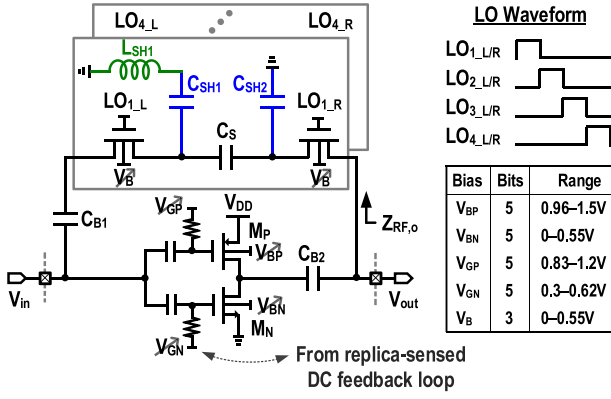 LO4_L
LO4_R
LSH1
CSH1
CSH2
LO1_L
LO1_R
CS
VB
VB
CB1
VGP
VDD
MP
VBP
CB2
ZRF,o
Vin
Vout
VBN
MN
VGN
From replica-sensed
DC feedback loop
LO Waveform
LO1_L/R
LO2_L/R
LO3_L/R
LO4_L/R
Bias Bits Range
VBP 5 0.96–1.5V
VBN 5 0–0.55V
VGP 5 0.83–1.2V
VGN 5 0.3–0.62V
VB 3 0–0.55V